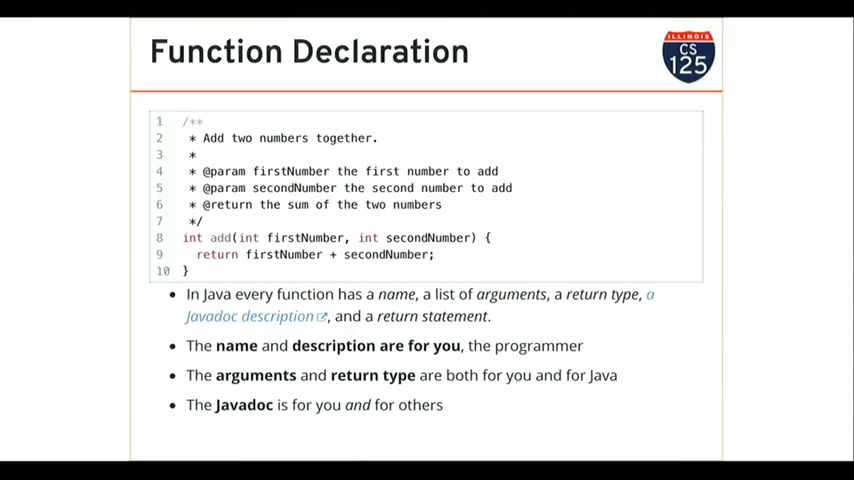 Function Declaration
ILLINOIS
CS
125
1 /**
2 * Add two numbers together.
3 *
4 * @param firstNumber the first number to add
5 * @param secondNumber the second number to add
6 * @return the sum of the two numbers
7 */
8 int add(int firstNumber, int secondNumber) {
9 return firstNumber + secondNumber;
10 }
• In Java every function has a name, a list of arguments, a return type, a
Javadoc description, and a return statement.
• The name and description are for you, the programmer
• The arguments and return type are both for you and for Java
• The Javadoc is for you and for others